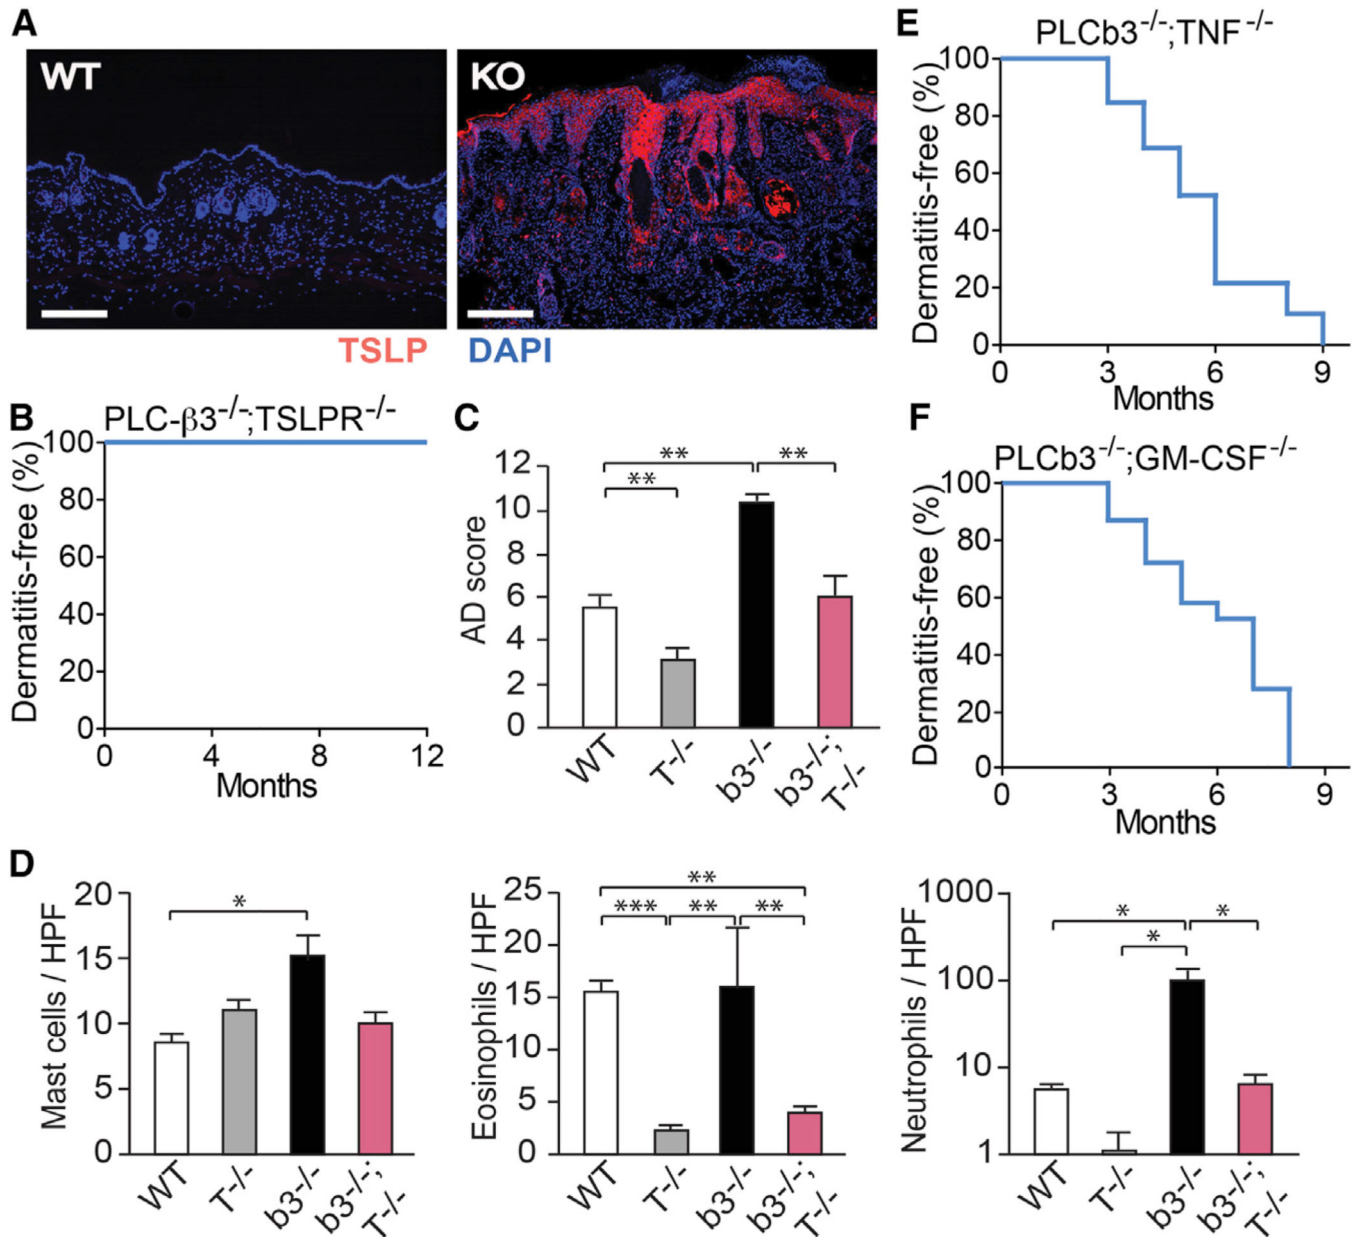 A
WT
KO
TSLP
DAPI
B
PLC-β3-/-;TSLPR-/-
Dermatitis-free (%)
100
80
60
40
20
0
0 4 8 12
Months
C
AD score
12
10
8
6
4
2
0
**
**
**
WT
T-/-
b3-/-
b3-/-;
T-/-
E
PLCb3-/-;TNF-/-
Dermatitis-free (%)
100
80
60
40
20
0
0 3 6 9
Months
F
PLCb3-/-;GM-CSF-/-
Dermatitis-free (%)
100
80
60
40
20
0
0 3 6 9
Months
D
Mast cells / HPF
20
15
10
5
0
*
WT
T-/-
b3-/-
b3-/-;
T-/-
Eosinophils / HPF
25
20
15
10
5
0
**
*** ** **
WT
T-/-
b3-/-
b3-/-;
T-/-
Neutrophils / HPF
1000
100
10
1
* *
*
WT
T-/-
b3-/-
b3-/-;
T-/-